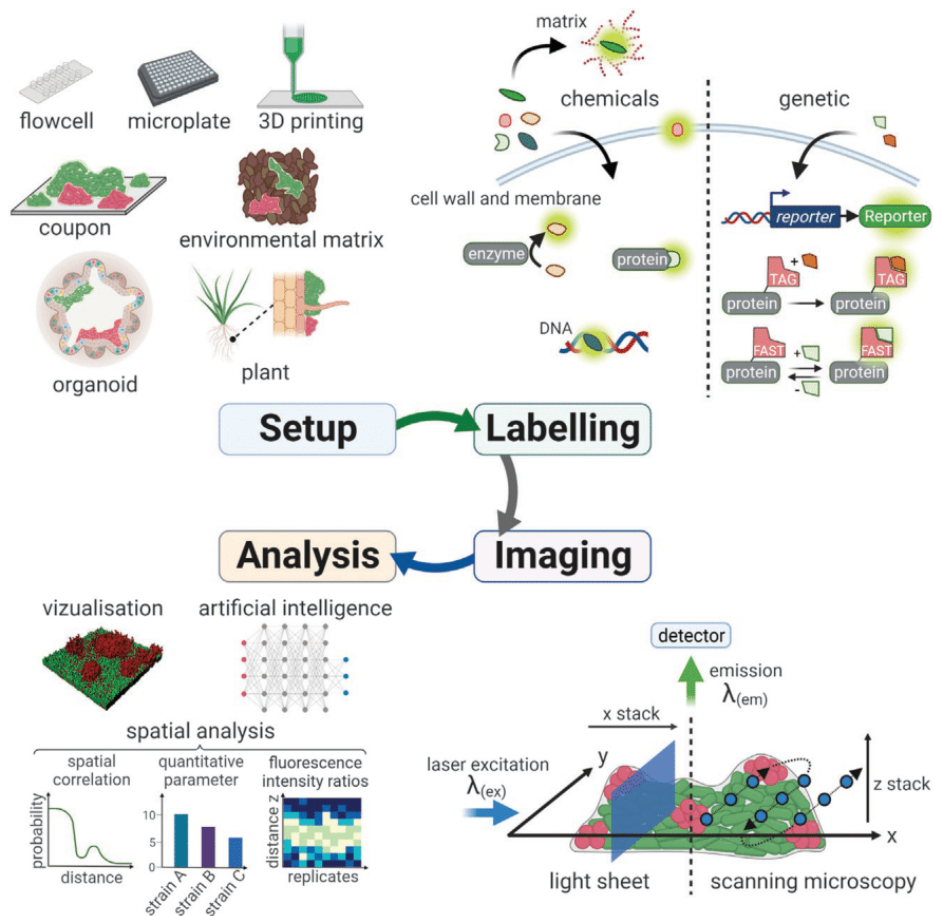 flowcell
microplate
3D printing
coupon
environmental matrix
organoid
plant
matrix
chemicals
genetic
cell wall and membrane
enzyme
protein
DNA
reporter
Reporter
+
TAG
protein
TAG
protein
FAST
protein
+
-
FAST
protein
Setup
Labelling
Analysis
Imaging
vizualisation
artificial intelligence
spatial analysis
spatial
correlation
probability
distance
quantitative
parameter
10
5
0
strain A
strain B
strain C
fluorescence
intensity ratios
distance z
replicates
detector
emission
λ(em)
x stack
laser excitation
λ(ex)
y
z stack
x
light sheet
scanning microscopy